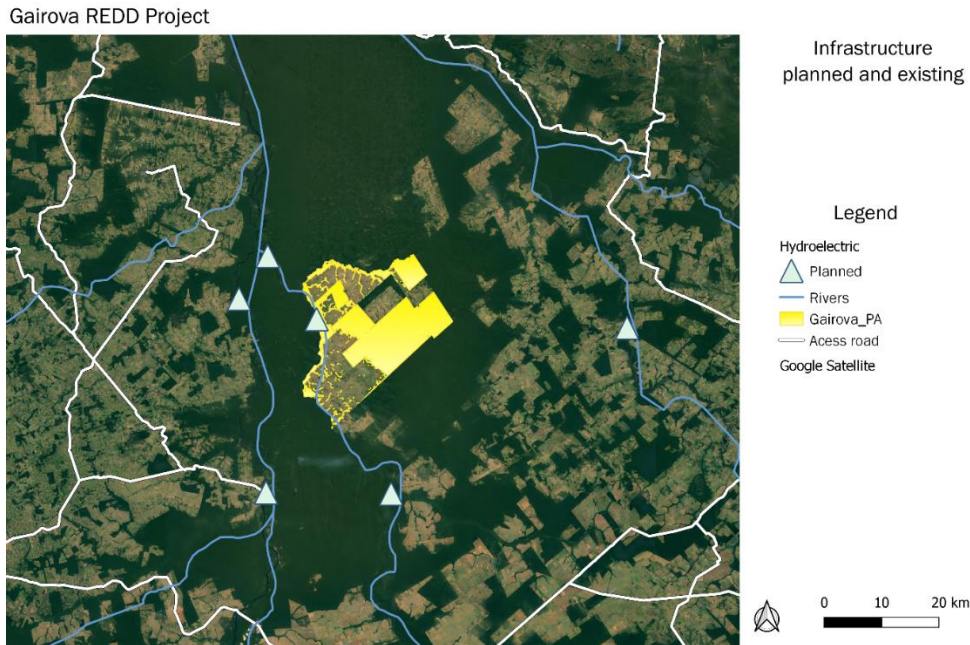 Gairova REDD Project
Infrastructure
planned and existing
Legend
Hydroelectric
Planned
Rivers
Gairova_PA
Acess road
Google Satellite
0 10 20 km